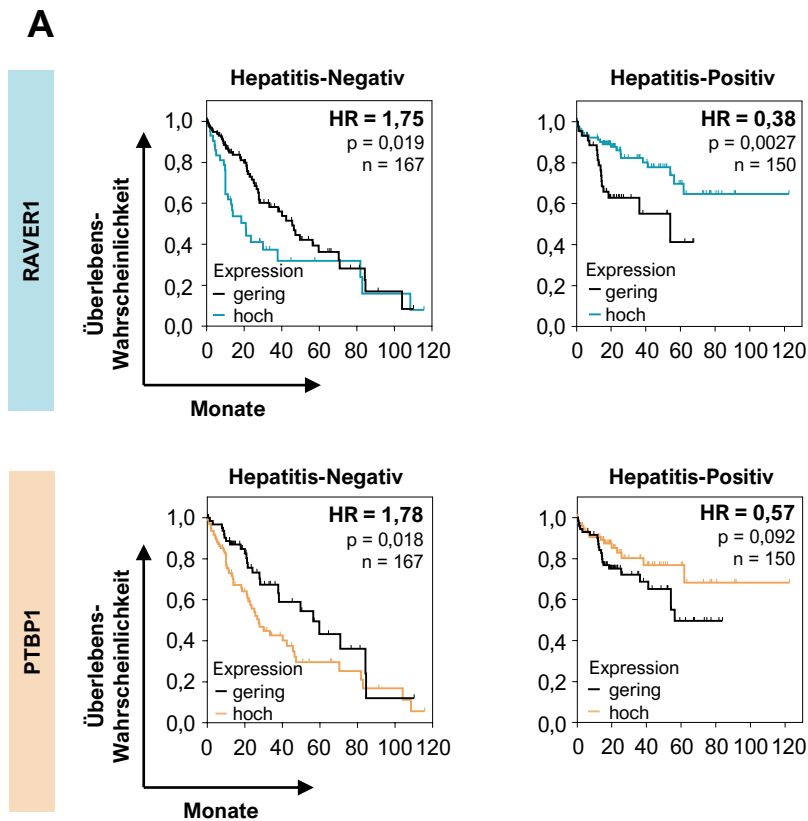 A
RAVER1
Hepatitis-Negativ
HR = 1,75
p = 0,019
n = 167
1,0
0,8
0,6
0,4
0,2
0,0
Expression
gering
hoch
0 20 40 60 80 100 120
Überlebens-
Wahrscheinlichkeit
Monate
Hepatitis-Positiv
HR = 0,38
p = 0,0027
n = 150
1,0
0,8
0,6
0,4
0,2
0,0
Expression
gering
hoch
0 20 40 60 80 100 120
PTBP1
Hepatitis-Negativ
HR = 1,78
p = 0,018
n = 167
1,0
0,8
0,6
0,4
0,2
0,0
Expression
gering
hoch
0 20 40 60 80 100 120
Überlebens-
Wahrscheinlichkeit
Monate
Hepatitis-Positiv
HR = 0,57
p = 0,092
n = 150
1,0
0,8
0,6
0,4
0,2
0,0
Expression
gering
hoch
0 20 40 60 80 100 120